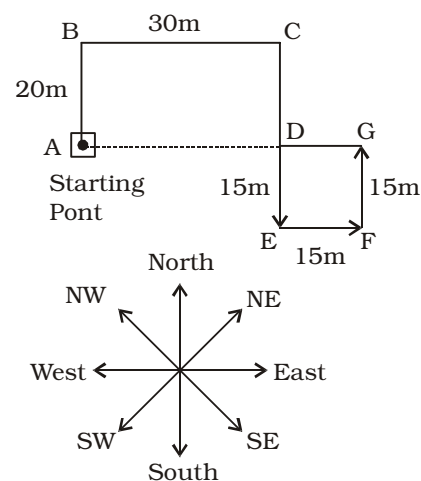 B
30m
C
20m
A
D
G
Starting
Pont
15m
15m
E
F
15m
North
NW
NE
West
East
SW
SE
South